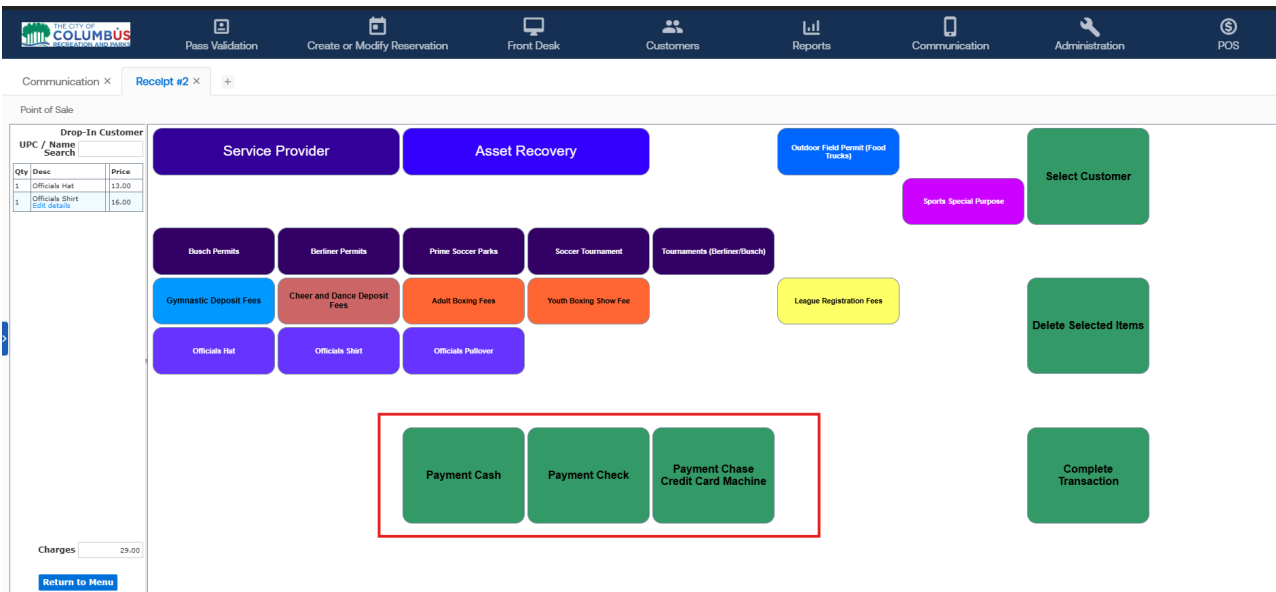 THE CITY OF
COLUMBUS
RECREATION AND PARKS
Pass Validation
Create or Modify Reservation
Front Desk
Customers
Reports
Communication
Administration
POS
Communication ×
Receipt #2 ×
+
Point of Sale
Drop-In Customer
UPC / Name
Search
Qty Desc Price
1 Officials Hat 13.00
1 Officials Shirt 16.00
Edit details
Service Provider
Asset Recovery
Outdoor Field Permit (Food
Trucks)
Select Customer
Sports Special Purpose
Busch Permits
Berliner Permits
Prime Soccer Parks
Soccer Tournament
Tournaments (Berliner/Busch)
Gymnastic Deposit Fees
Cheer and Dance Deposit
Fees
Adult Boxing Fees
Youth Boxing Show Fee
League Registration Fees
Delete Selected Items
Officials Hat
Officials Shirt
Officials Pullover
Payment Cash
Payment Check
Payment Chase
Credit Card Machine
Complete
Transaction
Charges 29.00
Return to Menu